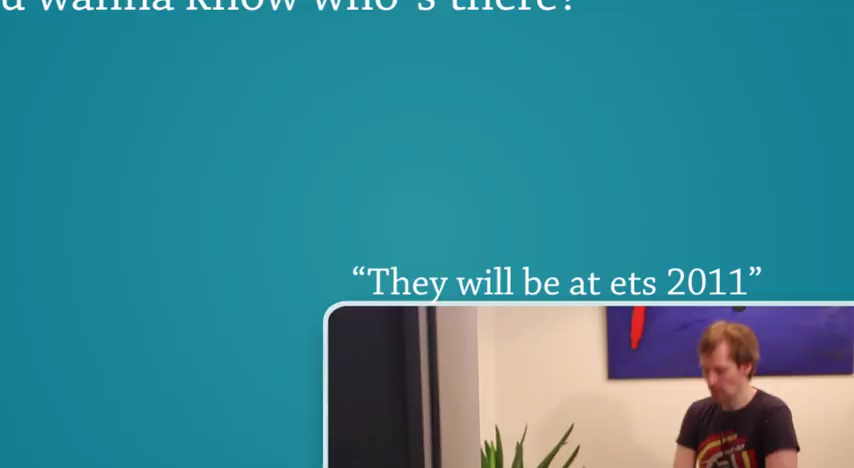 wanna know who's there?
“They will be at ets 2011”